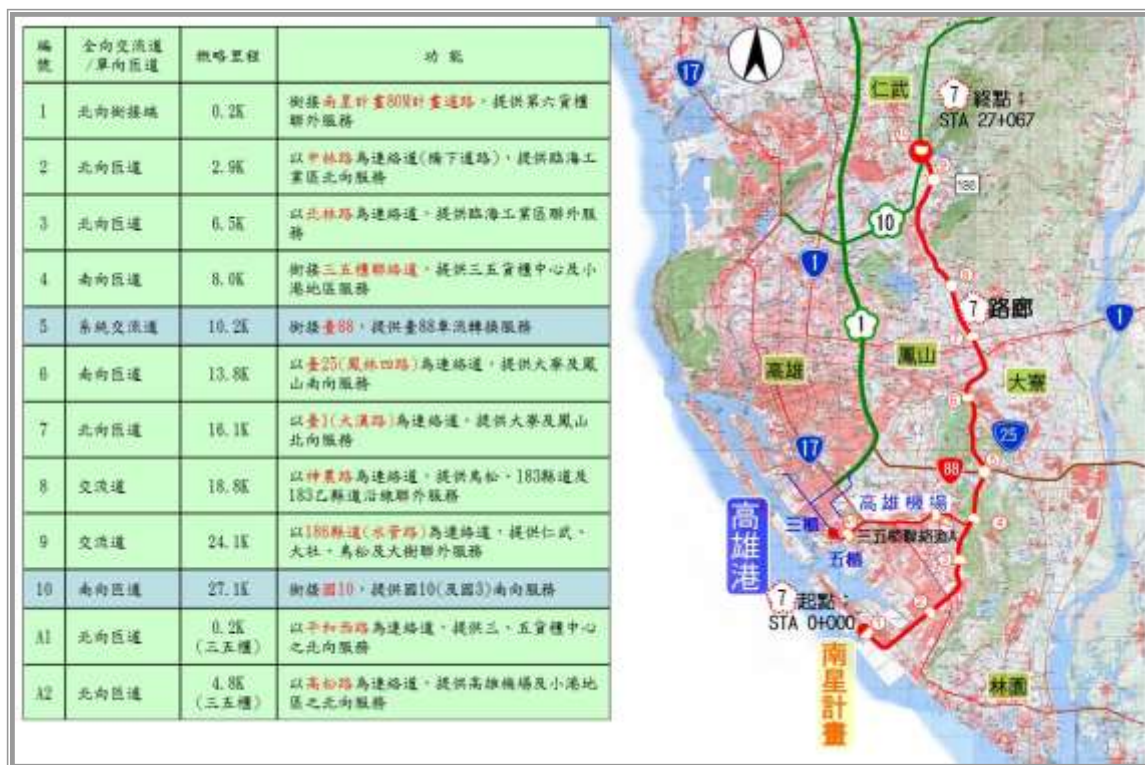 編號
全向交流道/單向匝道
概略里程
功 能
1
北向銜接端
0.2K
銜接南星計畫80M計畫道路，提供第六貨櫃
聯外服務
2
北向匝道
2.9K
以中林路為連絡道(橋下道路)，提供臨海工
業區北向服務
3
北向匝道
6.5K
以北林路為連絡道，提供臨海工業區聯外服
務
4
南向匝道
8.0K
銜接三五櫃聯絡道，提供三五貨櫃中心及小
港地區服務
5
系統交流道
10.2K
銜接臺88，提供臺88車流轉換服務
6
南向匝道
13.8K
以臺25(鳳林四路)為連絡道，提供大寮及鳳
山南向服務
7
北向匝道
16.1K
以臺1(大漢路)為連絡道，提供大寮及鳳山
北向服務
8
交流道
18.8K
以神農路為連絡道，提供鳥松、183縣道及
183乙縣道沿線聯外服務
9
交流道
24.1K
以186縣道(水管路)為連絡道，提供仁武、
大社、鳥松及大樹聯外服務
10
南向匝道
27.1K
銜接國10，提供國10(及國3)南向服務
A1
北向匝道
0.2K
(三五櫃)
以平和西路為連絡道，提供三、五貨櫃中心
之北向服務
A2
北向匝道
4.8K
(三五櫃)
以高松路為連絡道，提供高雄機場及小港地
區之北向服務
17
仁武
7 終點：
STA 27+067
186
10
1
7 路廊
1
1
鳳山
高雄
大寮
25
17
88
高雄機場
三櫃
三五櫃聯絡道A
五櫃
高雄港
7 起點：
STA 0+000
南星計畫
林園